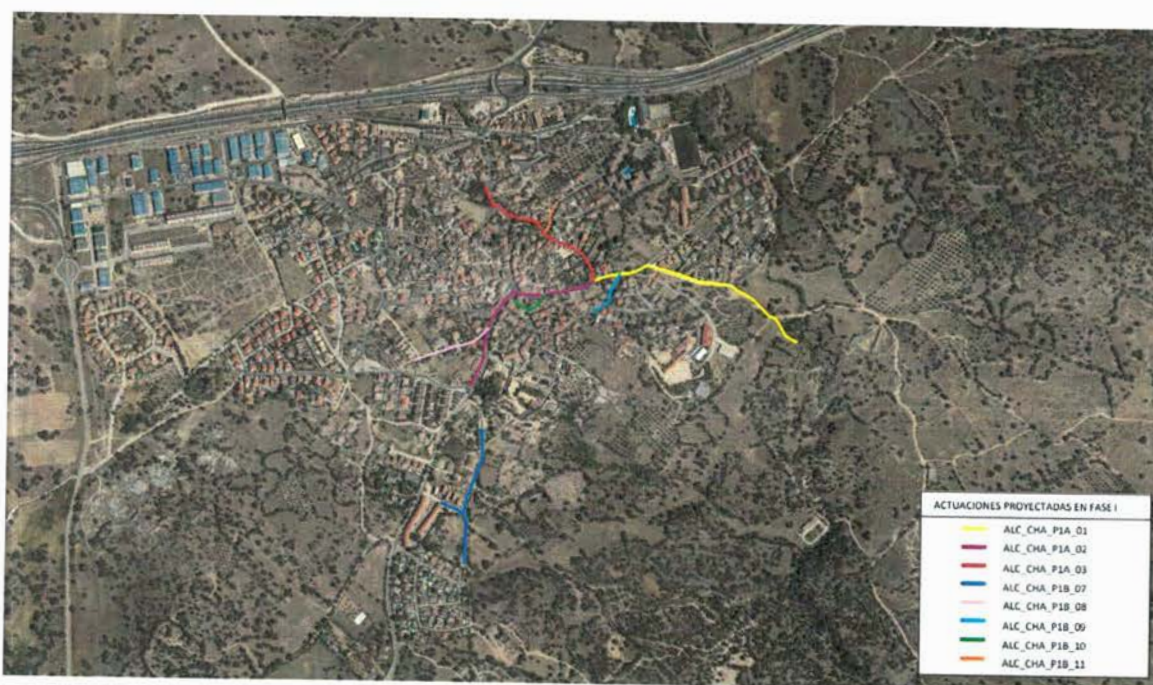 ACTUACIONES PROYECTADAS EN FASE I
ALC_CHA_P1A_01
ALC_CHA_P1A_02
ALC_CHA_P1A_03
ALC_CHA_P1B_07
ALC_CHA_P1B_08
ALC_CHA_P1B_09
ALC_CHA_P1B_10
ALC_CHA_P1B_11